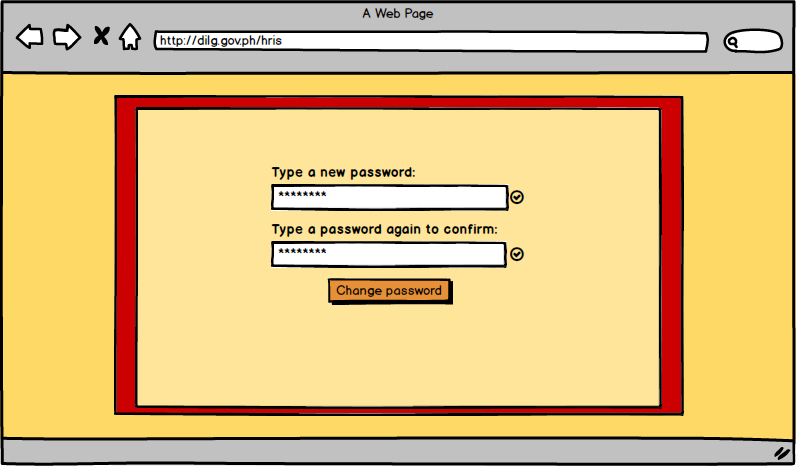 A Web Page
http://dilg.gov.ph/hris
Type a new password:
********
Type a password again to confirm:
********
Change password